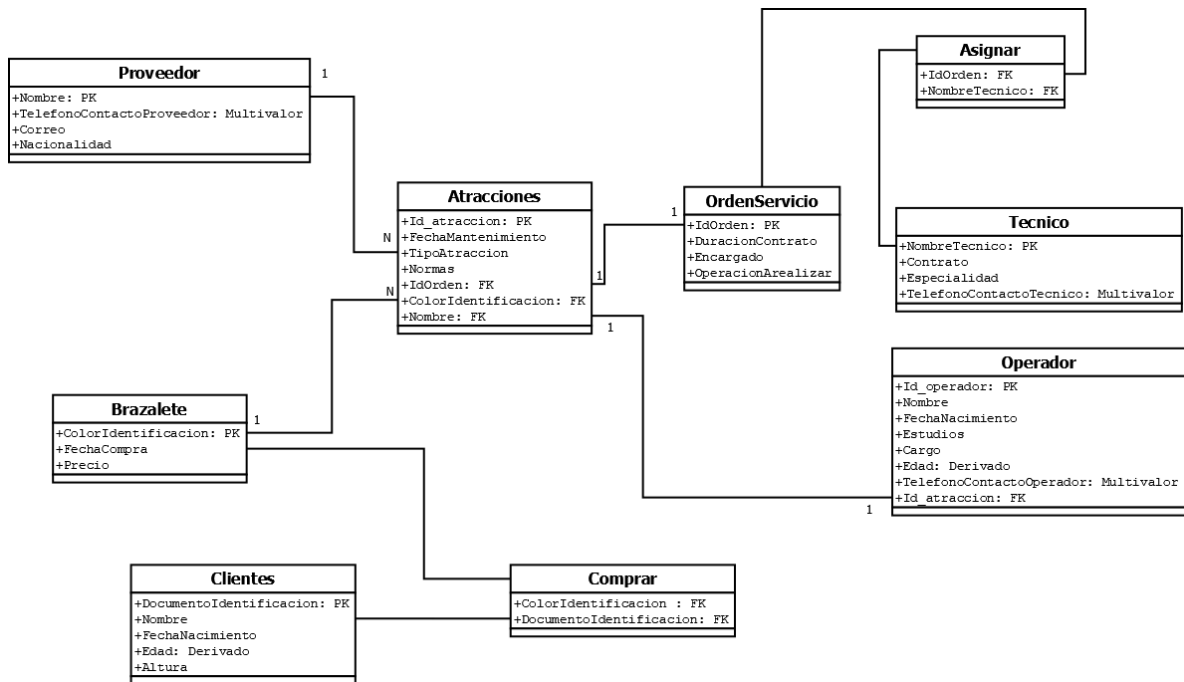 Proveedor
+Nombre: PK
+TelefonoContactoProveedor: Multivalor
+Correo
+Nacionalidad
1
Asignar
+IdOrden: FK
+NombreTecnico: FK
Atracciones
+Id_atraccion: PK
+FechaMantenimiento
+TipoAtraccion
+Normas
+IdOrden: FK
+ColorIdentificacion: FK
+Nombre: FK
N
N
1
1
1
OrdenServicio
+IdOrden: PK
+DuracionContrato
+Encargado
+OperacionArealizar
Tecnico
+NombreTecnico: PK
+Contrato
+Especialidad
+TelefonoContactoTecnico: Multivalor
Operador
+Id_operador: PK
+Nombre
+FechaNacimiento
+Estudios
+Cargo
+Edad: Derivado
+TelefonoContactoOperador: Multivalor
+Id_atraccion: FK
1
Brazalete
+ColorIdentificacion: PK
+FechaCompra
+Precio
1
Clientes
+DocumentoIdentificacion: PK
+Nombre
+FechaNacimiento
+Edad: Derivado
+Altura
Comprar
+ColorIdentificacion : FK
+DocumentoIdentificacion: FK